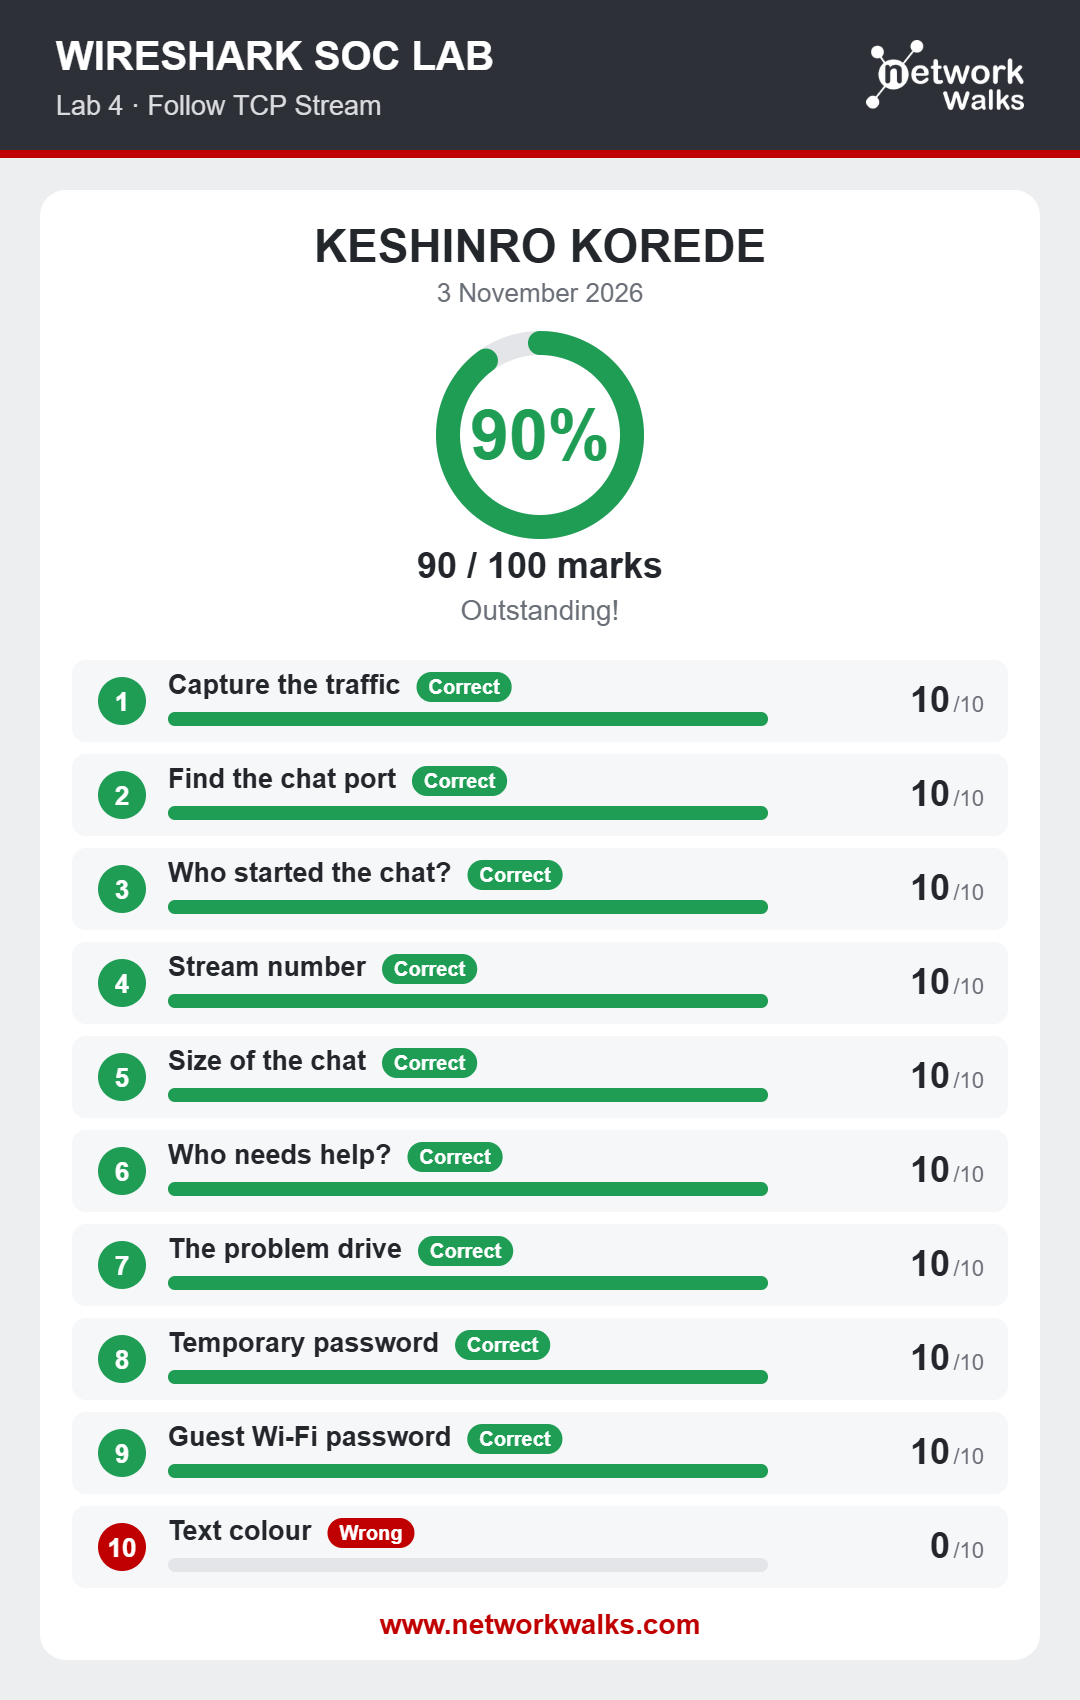 WIRESHARK SOC LAB
Lab 4 · Follow TCP Stream
network
Walks
KESHINRO KOREDE
3 November 2026
90%
90 / 100 marks
Outstanding!
1 Capture the traffic Correct 10/10
2 Find the chat port Correct 10/10
3 Who started the chat? Correct 10/10
4 Stream number Correct 10/10
5 Size of the chat Correct 10/10
6 Who needs help? Correct 10/10
7 The problem drive Correct 10/10
8 Temporary password Correct 10/10
9 Guest Wi-Fi password Correct 10/10
10 Text colour Wrong 0/10
www.networkwalks.com